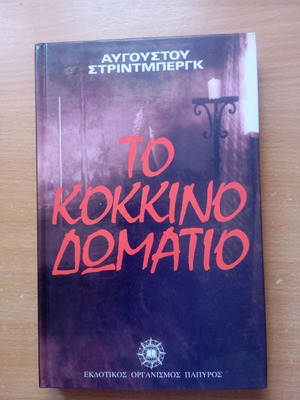 ΑΥΓΟΥΣΤΟΥ
ΣΤΡΙΝΤΜΠΕΡΓΚ
ΤΟ
ΚΟΚΚΙΝΟ
ΔΩΜΑΤΙΟ
ΕΚΔΟΤΙΚΟΣ ΟΡΓΑΝΙΣΜΟΣ ΠΑΠΥΡΟΣ